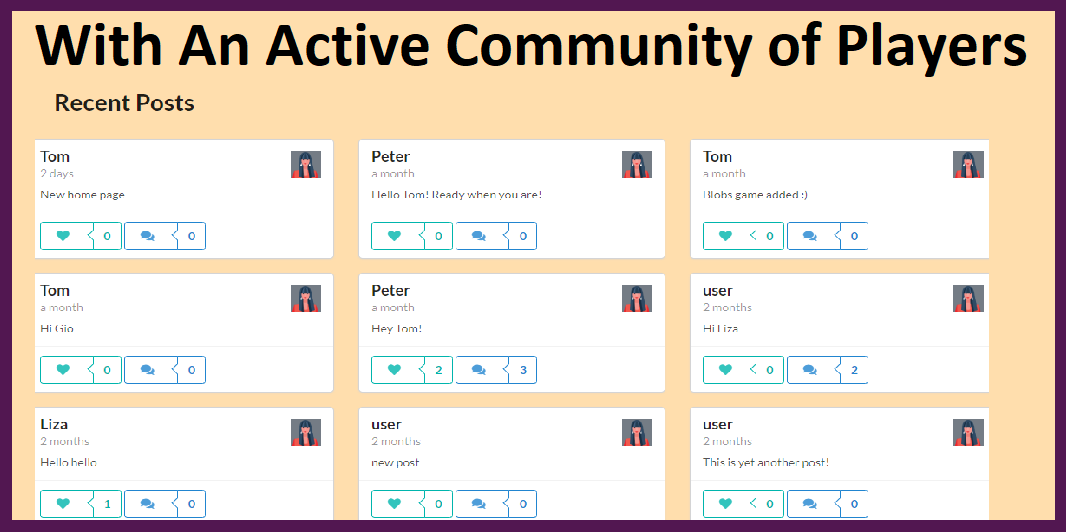 With An Active Community of Players
Recent Posts
Tom
2 days
New home page
0 0
Peter
a month
Hello Tom! Ready when you are!
0 0
Tom
a month
Blobs game added :)
0 0
Tom
a month
Hi Gio
0 0
Peter
a month
Hey Tom!
2 3
user
2 months
Hi Liza
0 2
Liza
2 months
Hello hello
1 0
user
2 months
new post
0 0
user
2 months
This is yet another post!
0 0